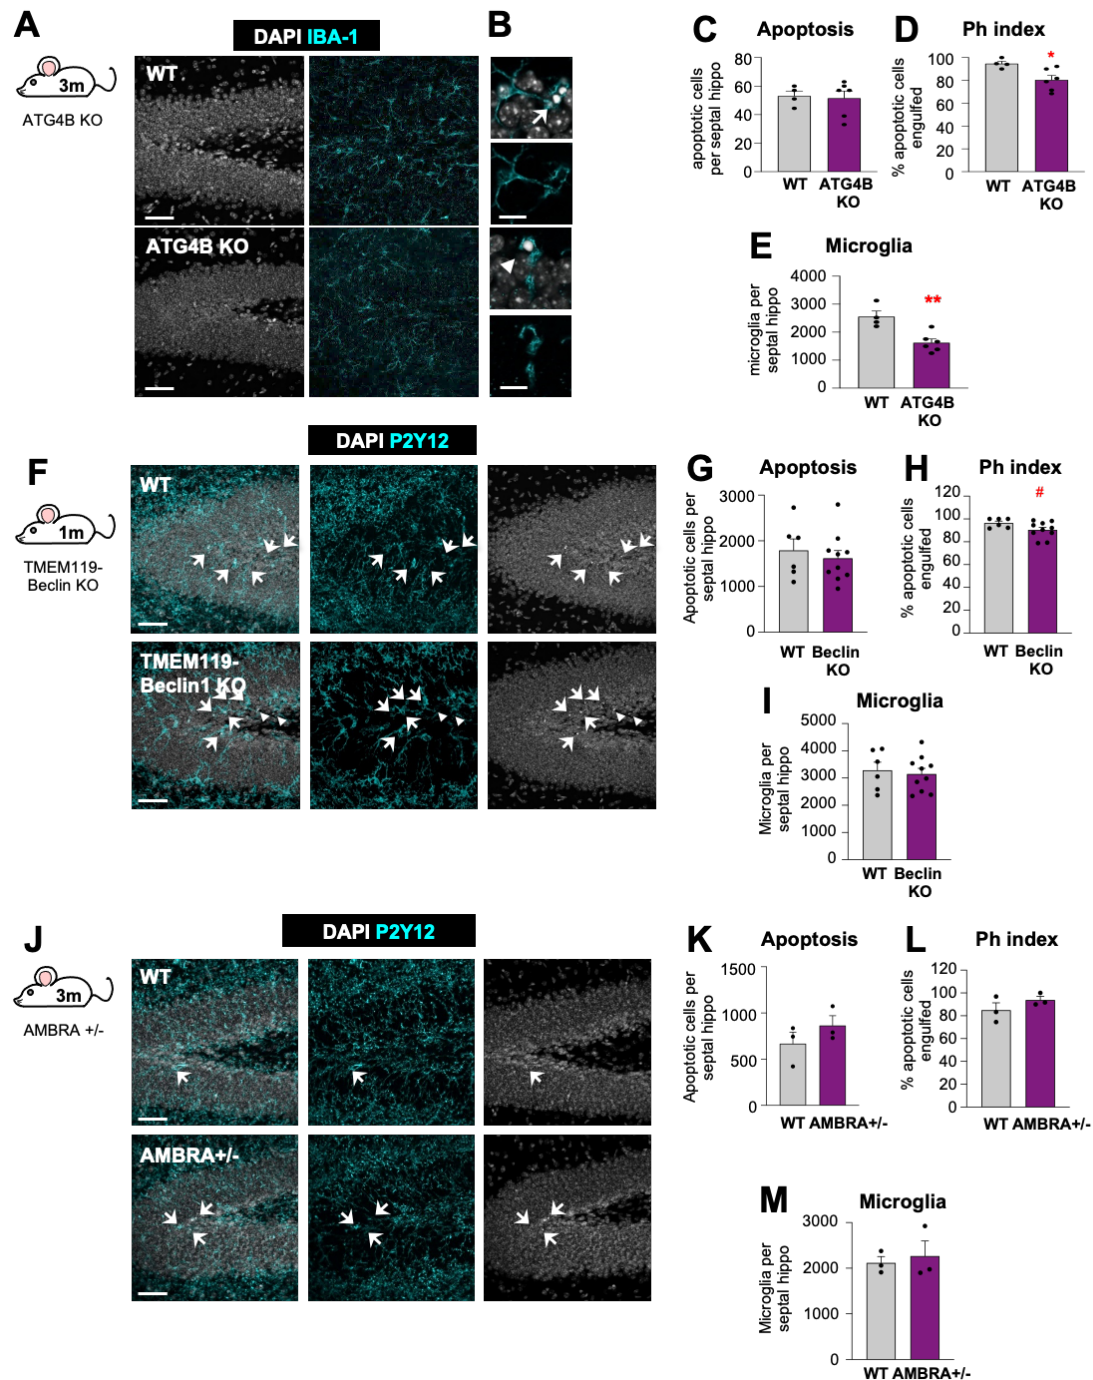 A
DAPI IBA-1
B
3m
ATG4B KO
WT
ATG4B KO
C
Apoptosis
apoptotic cells
per septal hippo
80
60
40
20
0
WT ATG4B
KO
D
Ph index
*
% apoptotic cells
engulfed
100
80
60
40
20
0
WT ATG4B
KO
E
Microglia
**
microglia per
septal hippo
4000
3000
2000
1000
0
WT ATG4B
KO
F
DAPI P2Y12
1m
TMEM119-
Beclin KO
WT
TMEM119-
Beclin1 KO
G
Apoptosis
Apoptotic cells per
septal hippo
3000
2000
1000
0
WT Beclin
KO
H
Ph index
#
% apoptotic cells
engulfed
120
100
80
60
40
20
0
WT Beclin
KO
I
Microglia
Microglia per
septal hippo
5000
4000
3000
2000
1000
0
WT Beclin
KO
J
DAPI P2Y12
3m
AMBRA +/-
WT
AMBRA+/-
K
Apoptosis
Apoptotic cells per
septal hippo
1500
1000
500
0
WT AMBRA+/-
L
Ph index
% apoptotic cells
engulfed
120
100
80
60
40
20
0
WT AMBRA+/-
M
Microglia
Microglia per
septal hippo
3000
2000
1000
0
WT AMBRA+/-